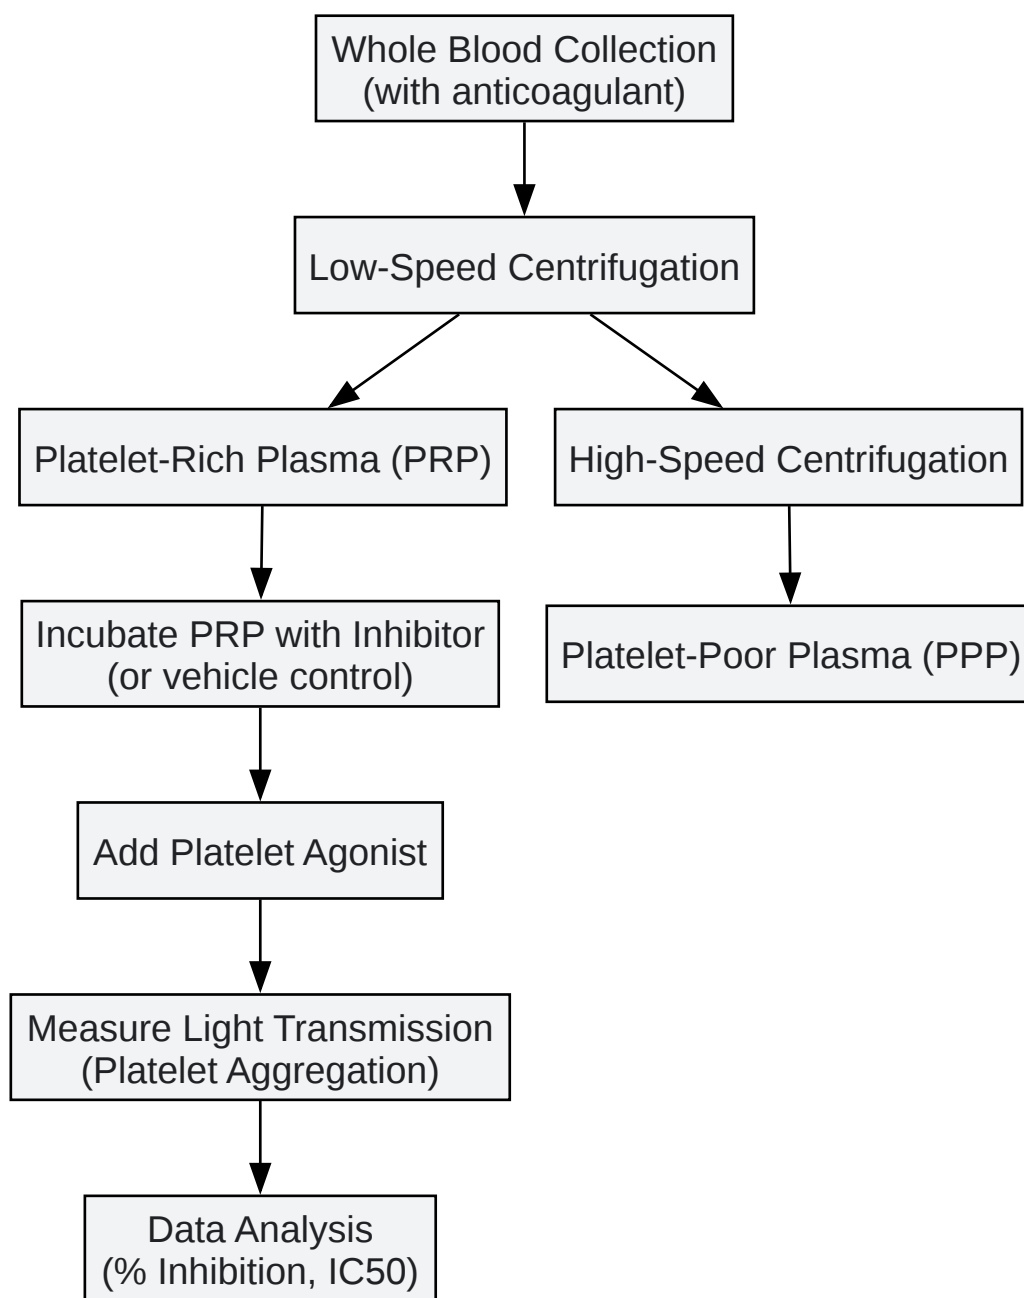 Whole Blood Collection
(with anticoagulant)
Low-Speed Centrifugation
Platelet-Rich Plasma (PRP)
High-Speed Centrifugation
Incubate PRP with Inhibitor
(or vehicle control)
Platelet-Poor Plasma (PPP)
Add Platelet Agonist
Measure Light Transmission
(Platelet Aggregation)
Data Analysis
(% Inhibition, IC50)